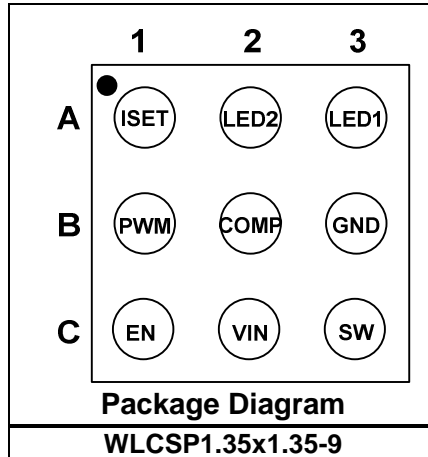 1 2 3
A ISET LED2 LED1
B PWM COMP GND
C EN VIN SW
Package Diagram
WLCSP1.35x1.35-9